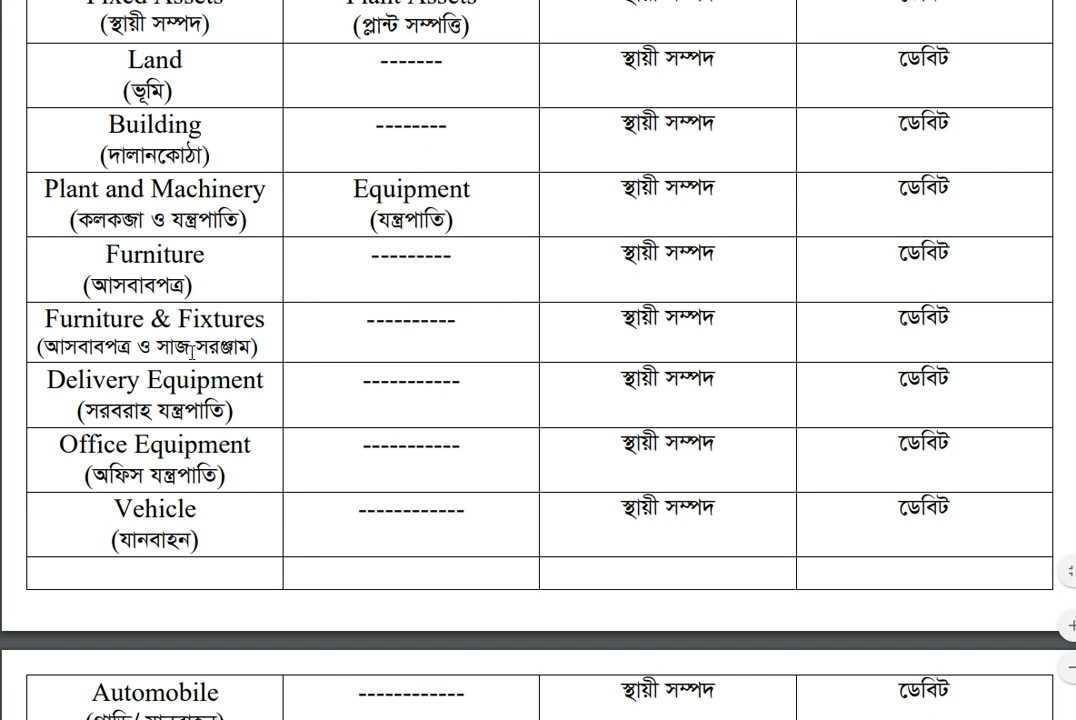 Fixed Assets
Plant Assets
(স্থায়ী সম্পদ)
(প্লান্ট সম্পত্তি)
Land
-------
স্থায়ী সম্পদ
ডেবিট
(ভূমি)
Building
--------
স্থায়ী সম্পদ
ডেবিট
(দালানকোঠা)
Plant and Machinery
Equipment
স্থায়ী সম্পদ
ডেবিট
(কলকব্জা ও যন্ত্রপাতি)
(যন্ত্রপাতি)
Furniture
---------
স্থায়ী সম্পদ
ডেবিট
(আসবাবপত্র)
Furniture & Fixtures
----------
স্থায়ী সম্পদ
ডেবিট
(আসবাবপত্র ও সাজ সরঞ্জাম)
Delivery Equipment
-----------
স্থায়ী সম্পদ
ডেবিট
(সরবরাহ যন্ত্রপাতি)
Office Equipment
-----------
স্থায়ী সম্পদ
ডেবিট
(অফিস যন্ত্রপাতি)
Vehicle
------------
স্থায়ী সম্পদ
ডেবিট
(যানবাহন)
Automobile
------------
স্থায়ী সম্পদ
ডেবিট